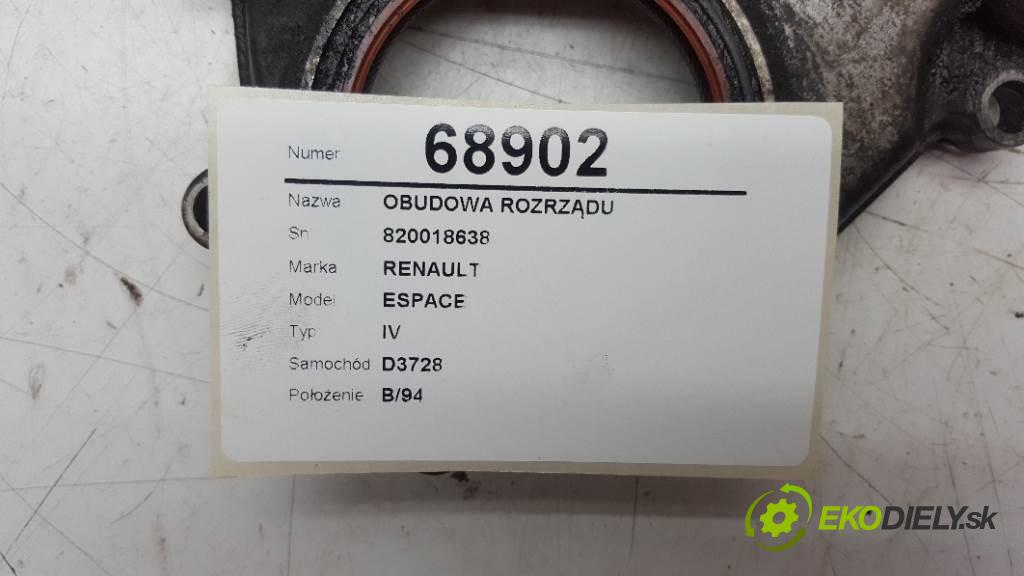 Numer 68902
Nazwa OBUDOWA ROZRZĄDU
Sn 820018638
Marka RENAULT
Model ESPACE
Typ IV
Samochód D3728
Położenie B/94
EKODIELY.sk